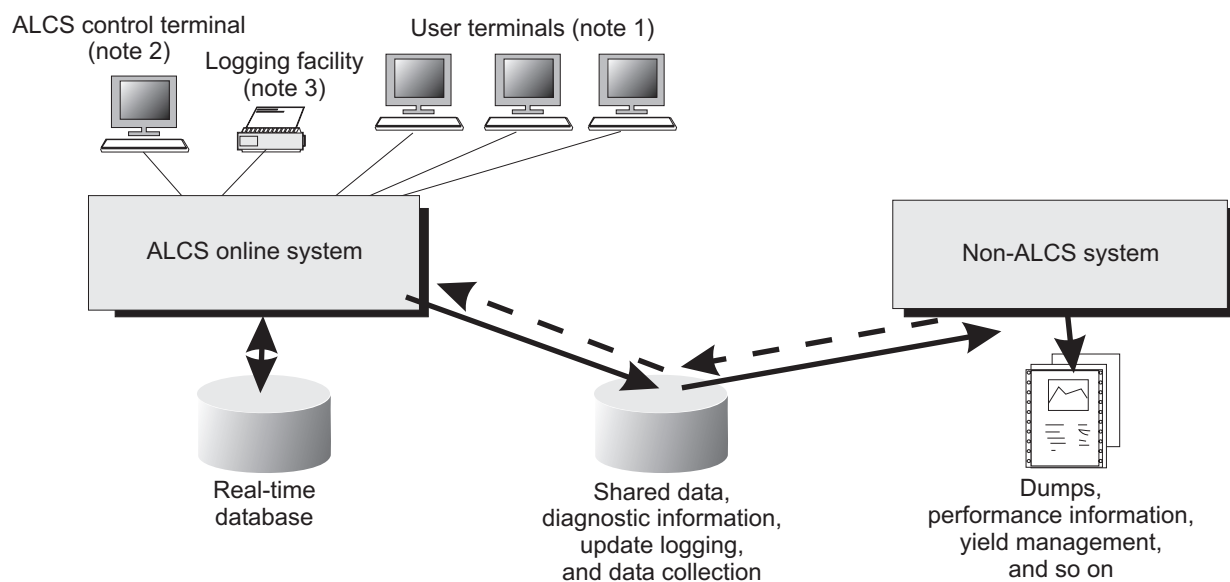 ALCS control terminal
(note 2)
Logging facility
(note 3)
User terminals (note 1)
ALCS online system
Non-ALCS system
Real-time
database
Shared data,
diagnostic information,
update logging,
and data collection
Dumps,
performance information,
yield management,
and so on